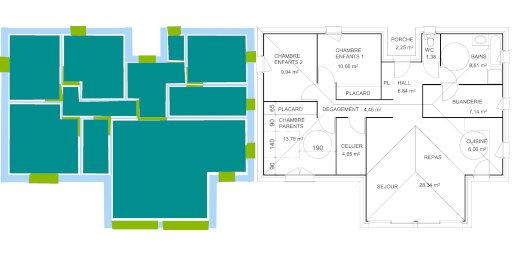 PORCHE
2,25 m²
CHAMBRE
ENFANTS 2
9,94 m²
CHAMBRE
ENFANTS 1
10,66 m²
WC
1,38
BAINS
8,61 m²
PL
HALL
6,84 m²
PLACARD
BUANDERIE
7,14 m²
65
PLACARD
DEGAGEMENT
4,46 m²
90
CHAMBRE
PARENTS
13,78 m²
140
190
CELLIER
4,65 m²
CUISINE
6,06 m²
REPAS
90
SEJOUR
28,34 m²